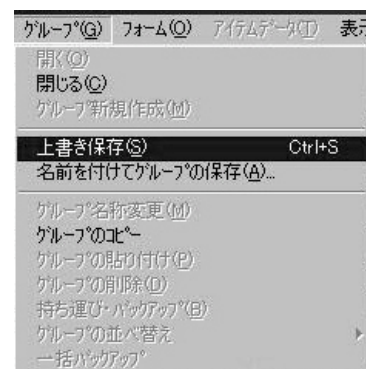 グループ(G) フォーム(O) アイテムデータ(T) 表示
開く(O)
閉じる(C)
グループ新規作成(M)
上書き保存(S) Ctrl+S
名前を付けてグループの保存(A)...
グループ名称変更(M)
グループのコピー
グループの貼り付け(P)
グループの削除(D)
持ち運び・バックアップ(B)
グループの並べ替え
一括バックアップ